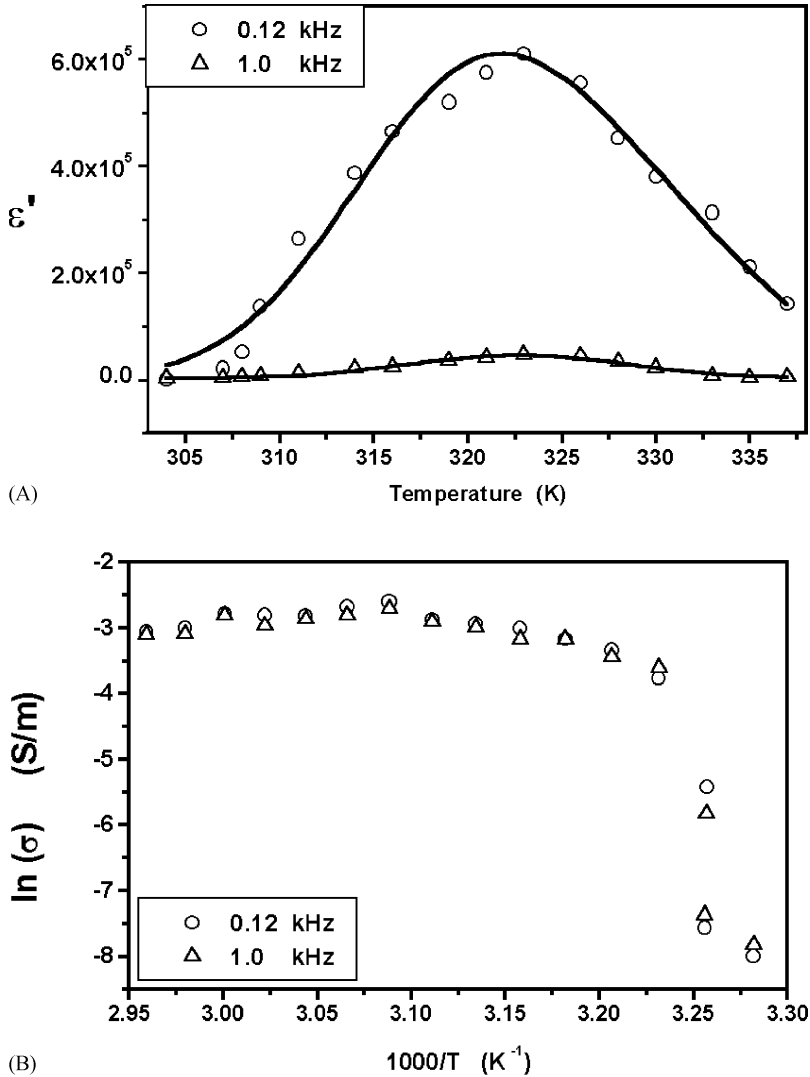 0.12 kHz
1.0 kHz
6.0x10⁵
4.0x10⁵
2.0x10⁵
0.0
ε'
305 310 315 320 325 330 335
Temperature (K)
(A)
-2
-3
-4
-5
-6
-7
-8
ln (σ) (S/m)
0.12 kHz
1.0 kHz
2.95 3.00 3.05 3.10 3.15 3.20 3.25 3.30
1000/T (K⁻¹)
(B)